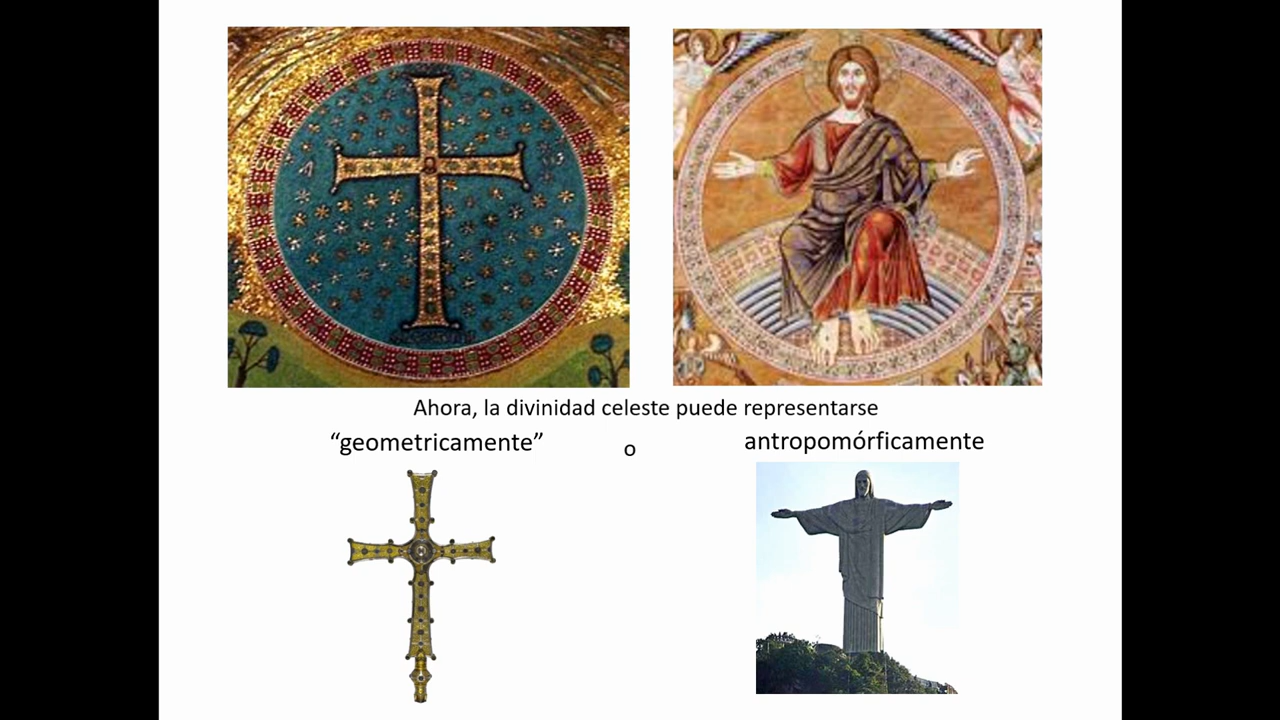 Ahora, la divinidad celeste puede representarse
“geometricamente” o antropomórficamente